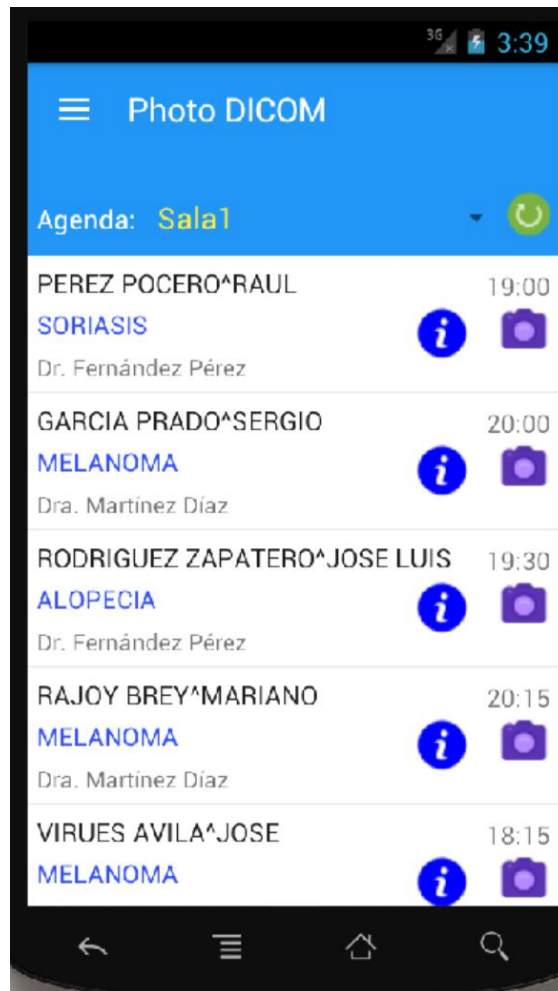 3G 3:39
Photo DICOM
Agenda: Sala1
PEREZ POCERO^RAUL 19:00
SORIASIS
Dr. Fernández Pérez
GARCIA PRADO^SERGIO 20:00
MELANOMA
Dra. Martínez Díaz
RODRIGUEZ ZAPATERO^JOSE LUIS 19:30
ALOPECIA
Dr. Fernández Pérez
RAJOY BREY^MARIANO 20:15
MELANOMA
Dra. Martínez Díaz
VIRUES AVILA^JOSE 18:15
MELANOMA